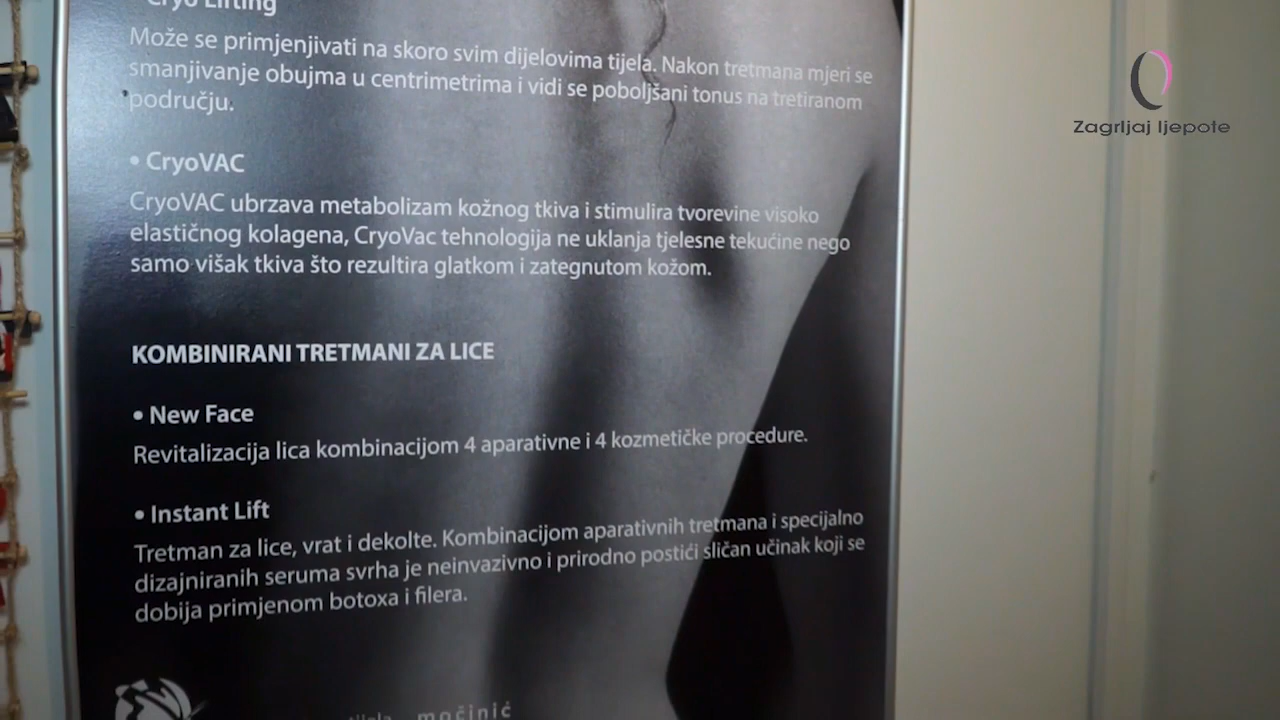 Cryo Lifting
Može se primjenjivati na skoro svim dijelovima tijela. Nakon tretmana mjeri se
smanjivanje obujma u centrimetrima i vidi se poboljšani tonus na tretiranom
području.
• CryoVAC
CryoVAC ubrzava metabolizam kožnog tkiva i stimulira tvorevine visoko
elastičnog kolagena, CryoVac tehnologija ne uklanja tjelesne tekućine nego
samo višak tkiva što rezultira glatkom i zategnutom kožom.
KOMBINIRANI TRETMANI ZA LICE
• New Face
Revitalizacija lica kombinacijom 4 aparativne i 4 kozmetičke procedure.
• Instant Lift
Tretman za lice, vrat i dekolte. Kombinacijom aparativnih tretmana i specijalno
dizajniranih seruma svrha je neinvazivno i prirodno postići sličan učinak koji se
dobija primjenom botoxa i filera.
močinić
Zagrljaj ljepote